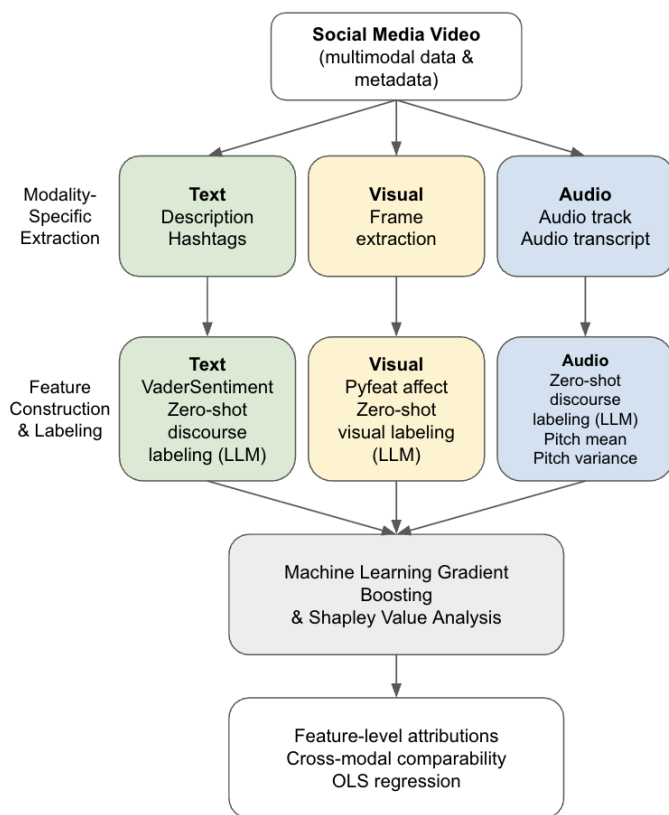 Social Media Video
(multimodal data &
metadata)
Modality-
Specific
Extraction
Text
Description
Hashtags
Visual
Frame
extraction
Audio
Audio track
Audio transcript
Feature
Construction
& Labeling
Text
VaderSentiment
Zero-shot
discourse
labeling (LLM)
Visual
Pyfeat affect
Zero-shot
visual labeling
(LLM)
Audio
Zero-shot
discourse
labeling (LLM)
Pitch mean
Pitch variance
Machine Learning Gradient
Boosting
& Shapley Value Analysis
Feature-level attributions
Cross-modal comparability
OLS regression